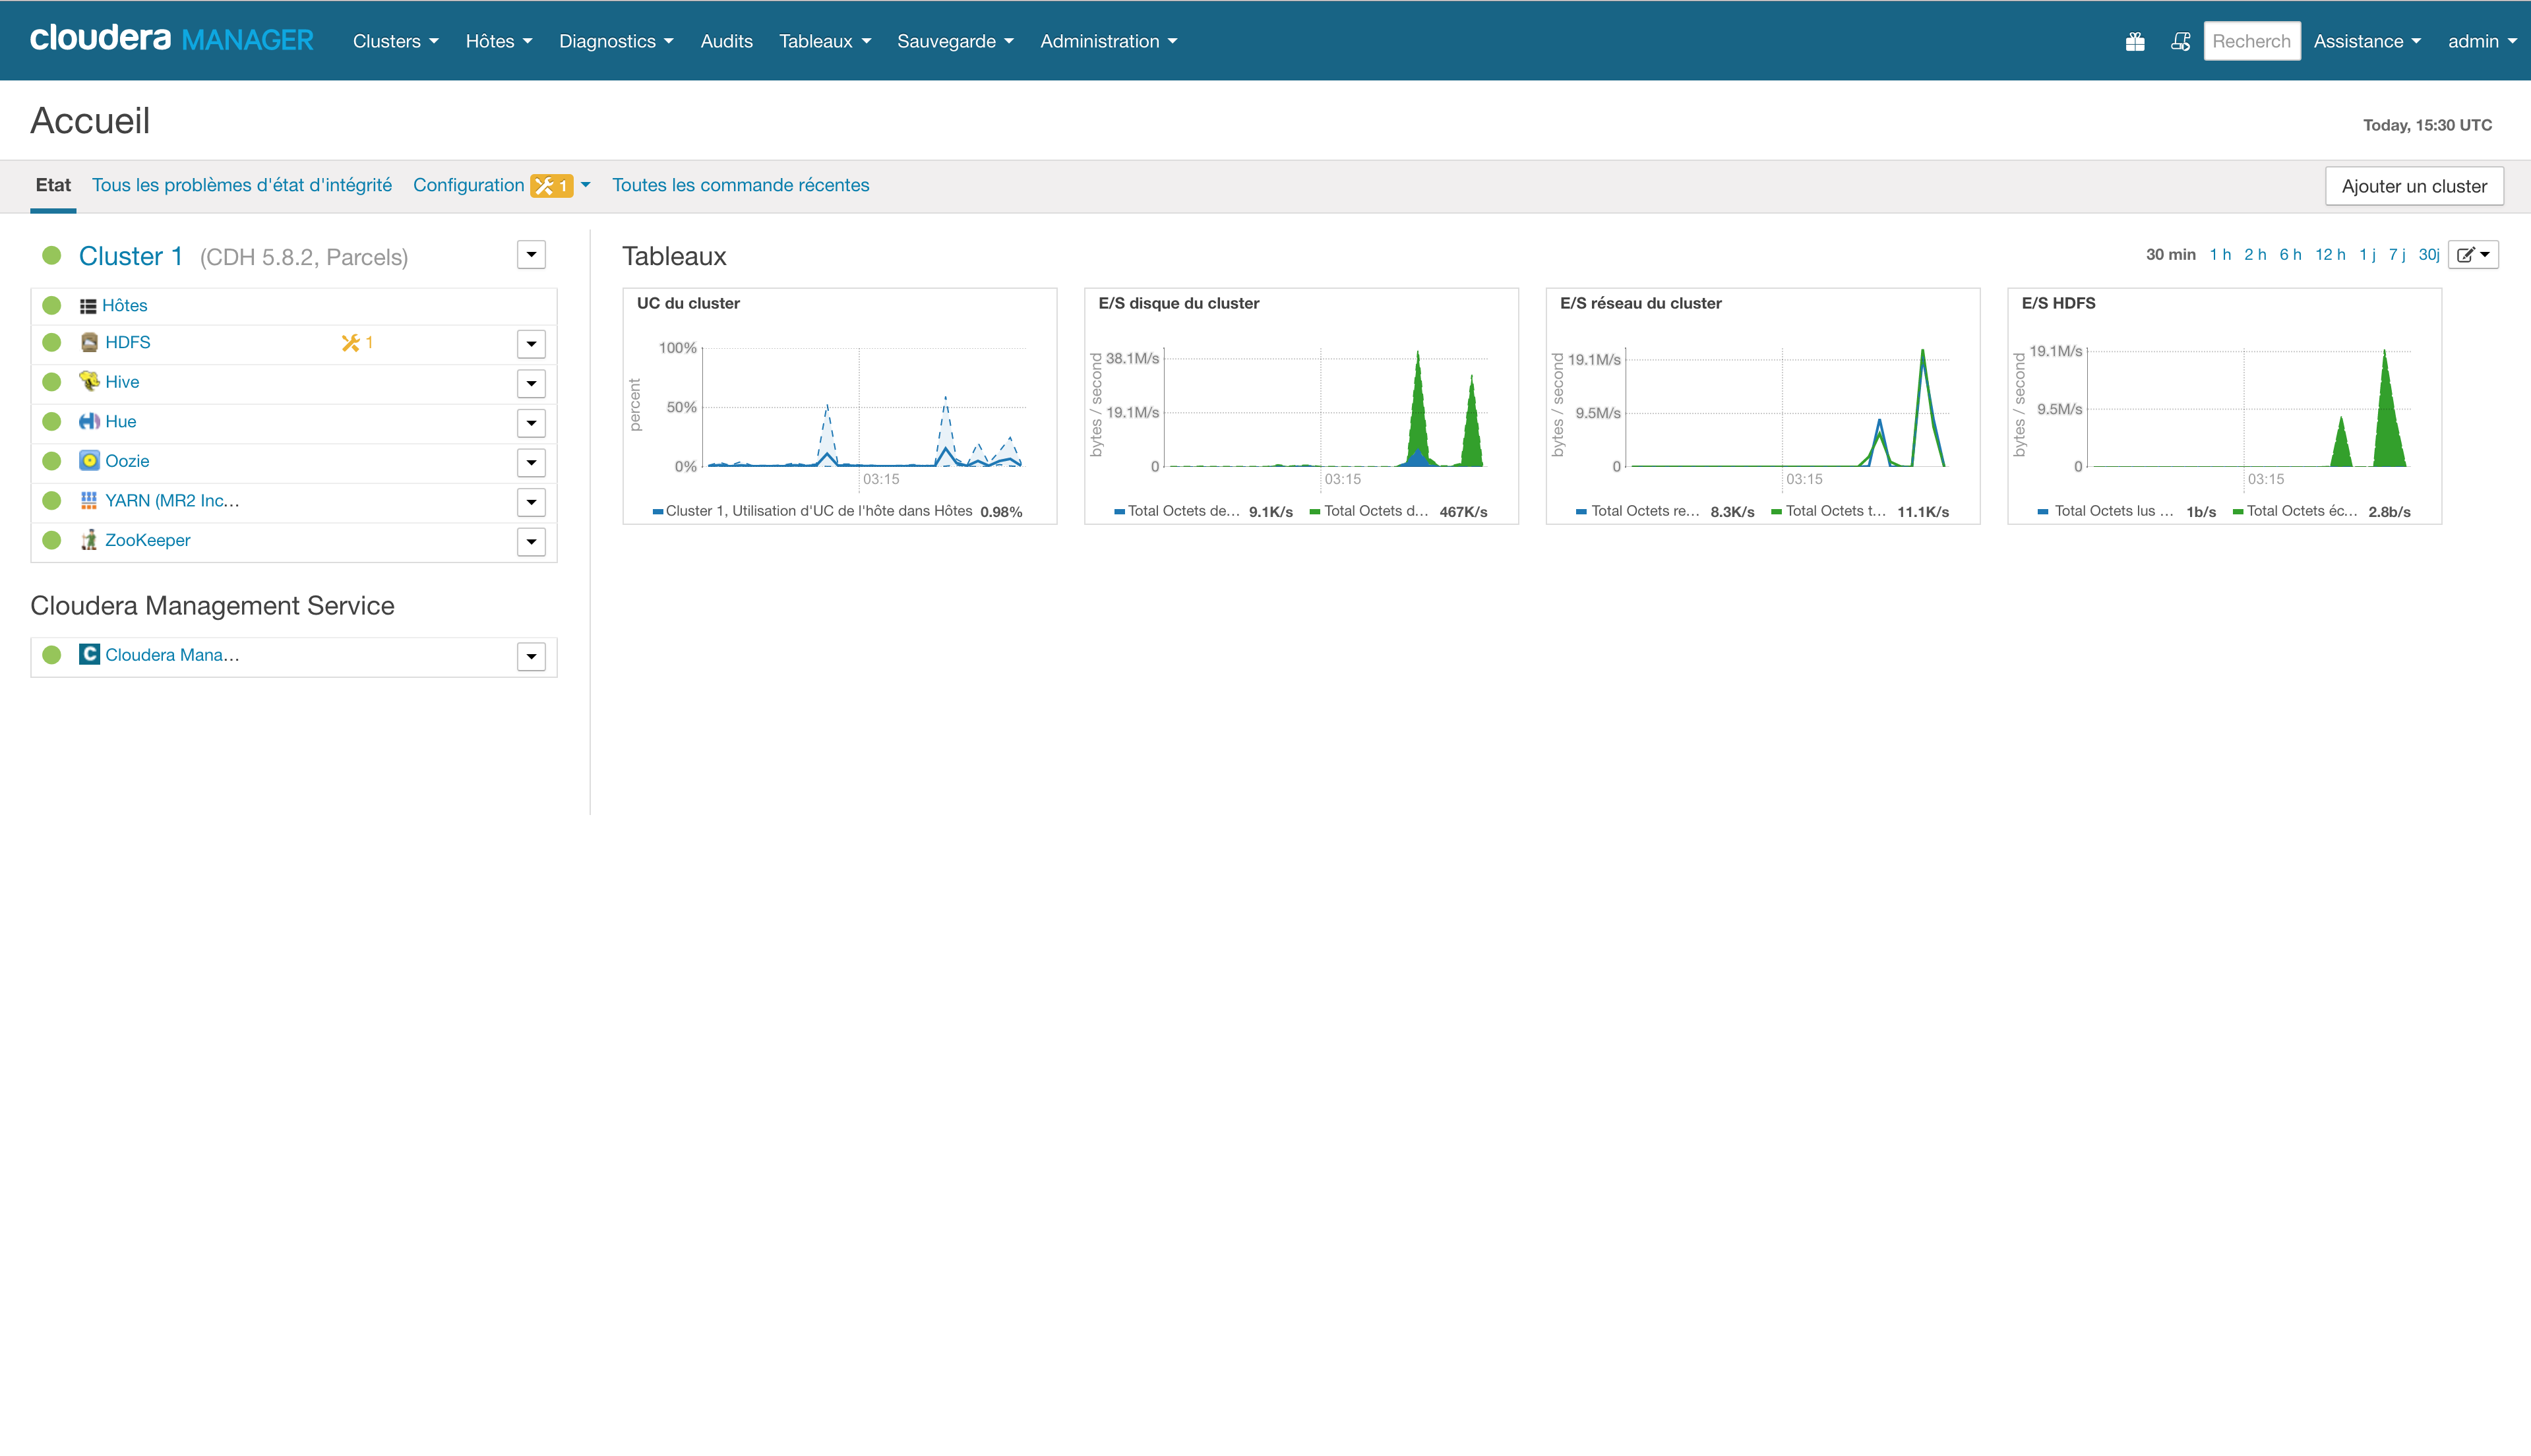 cloudera MANAGER Clusters Hôtes Diagnostics Audits Tableaux Sauvegarde Administration Recherch Assistance admin
Accueil
Today, 15:30 UTC
Etat Tous les problèmes d'état d'intégrité Configuration 1 Toutes les commande récentes Ajouter un cluster
Cluster 1 (CDH 5.8.2, Parcels)
Hôtes
HDFS 1
Hive
Hue
Oozie
YARN (MR2 Inc…
ZooKeeper
Cloudera Management Service
C Cloudera Mana…
Tableaux
30 min 1 h 2 h 6 h 12 h 1 j 7 j 30j
UC du cluster
percent
100%
50%
0%
03:15
Cluster 1, Utilisation d'UC de l'hôte dans Hôtes 0.98%
E/S disque du cluster
bytes / second
38.1M/s
19.1M/s
0
03:15
Total Octets de… 9.1K/s Total Octets d… 467K/s
E/S réseau du cluster
bytes / second
19.1M/s
9.5M/s
0
03:15
Total Octets re… 8.3K/s Total Octets t… 11.1K/s
E/S HDFS
bytes / second
19.1M/s
9.5M/s
0
03:15
Total Octets lus … 1b/s Total Octets éc… 2.8b/s